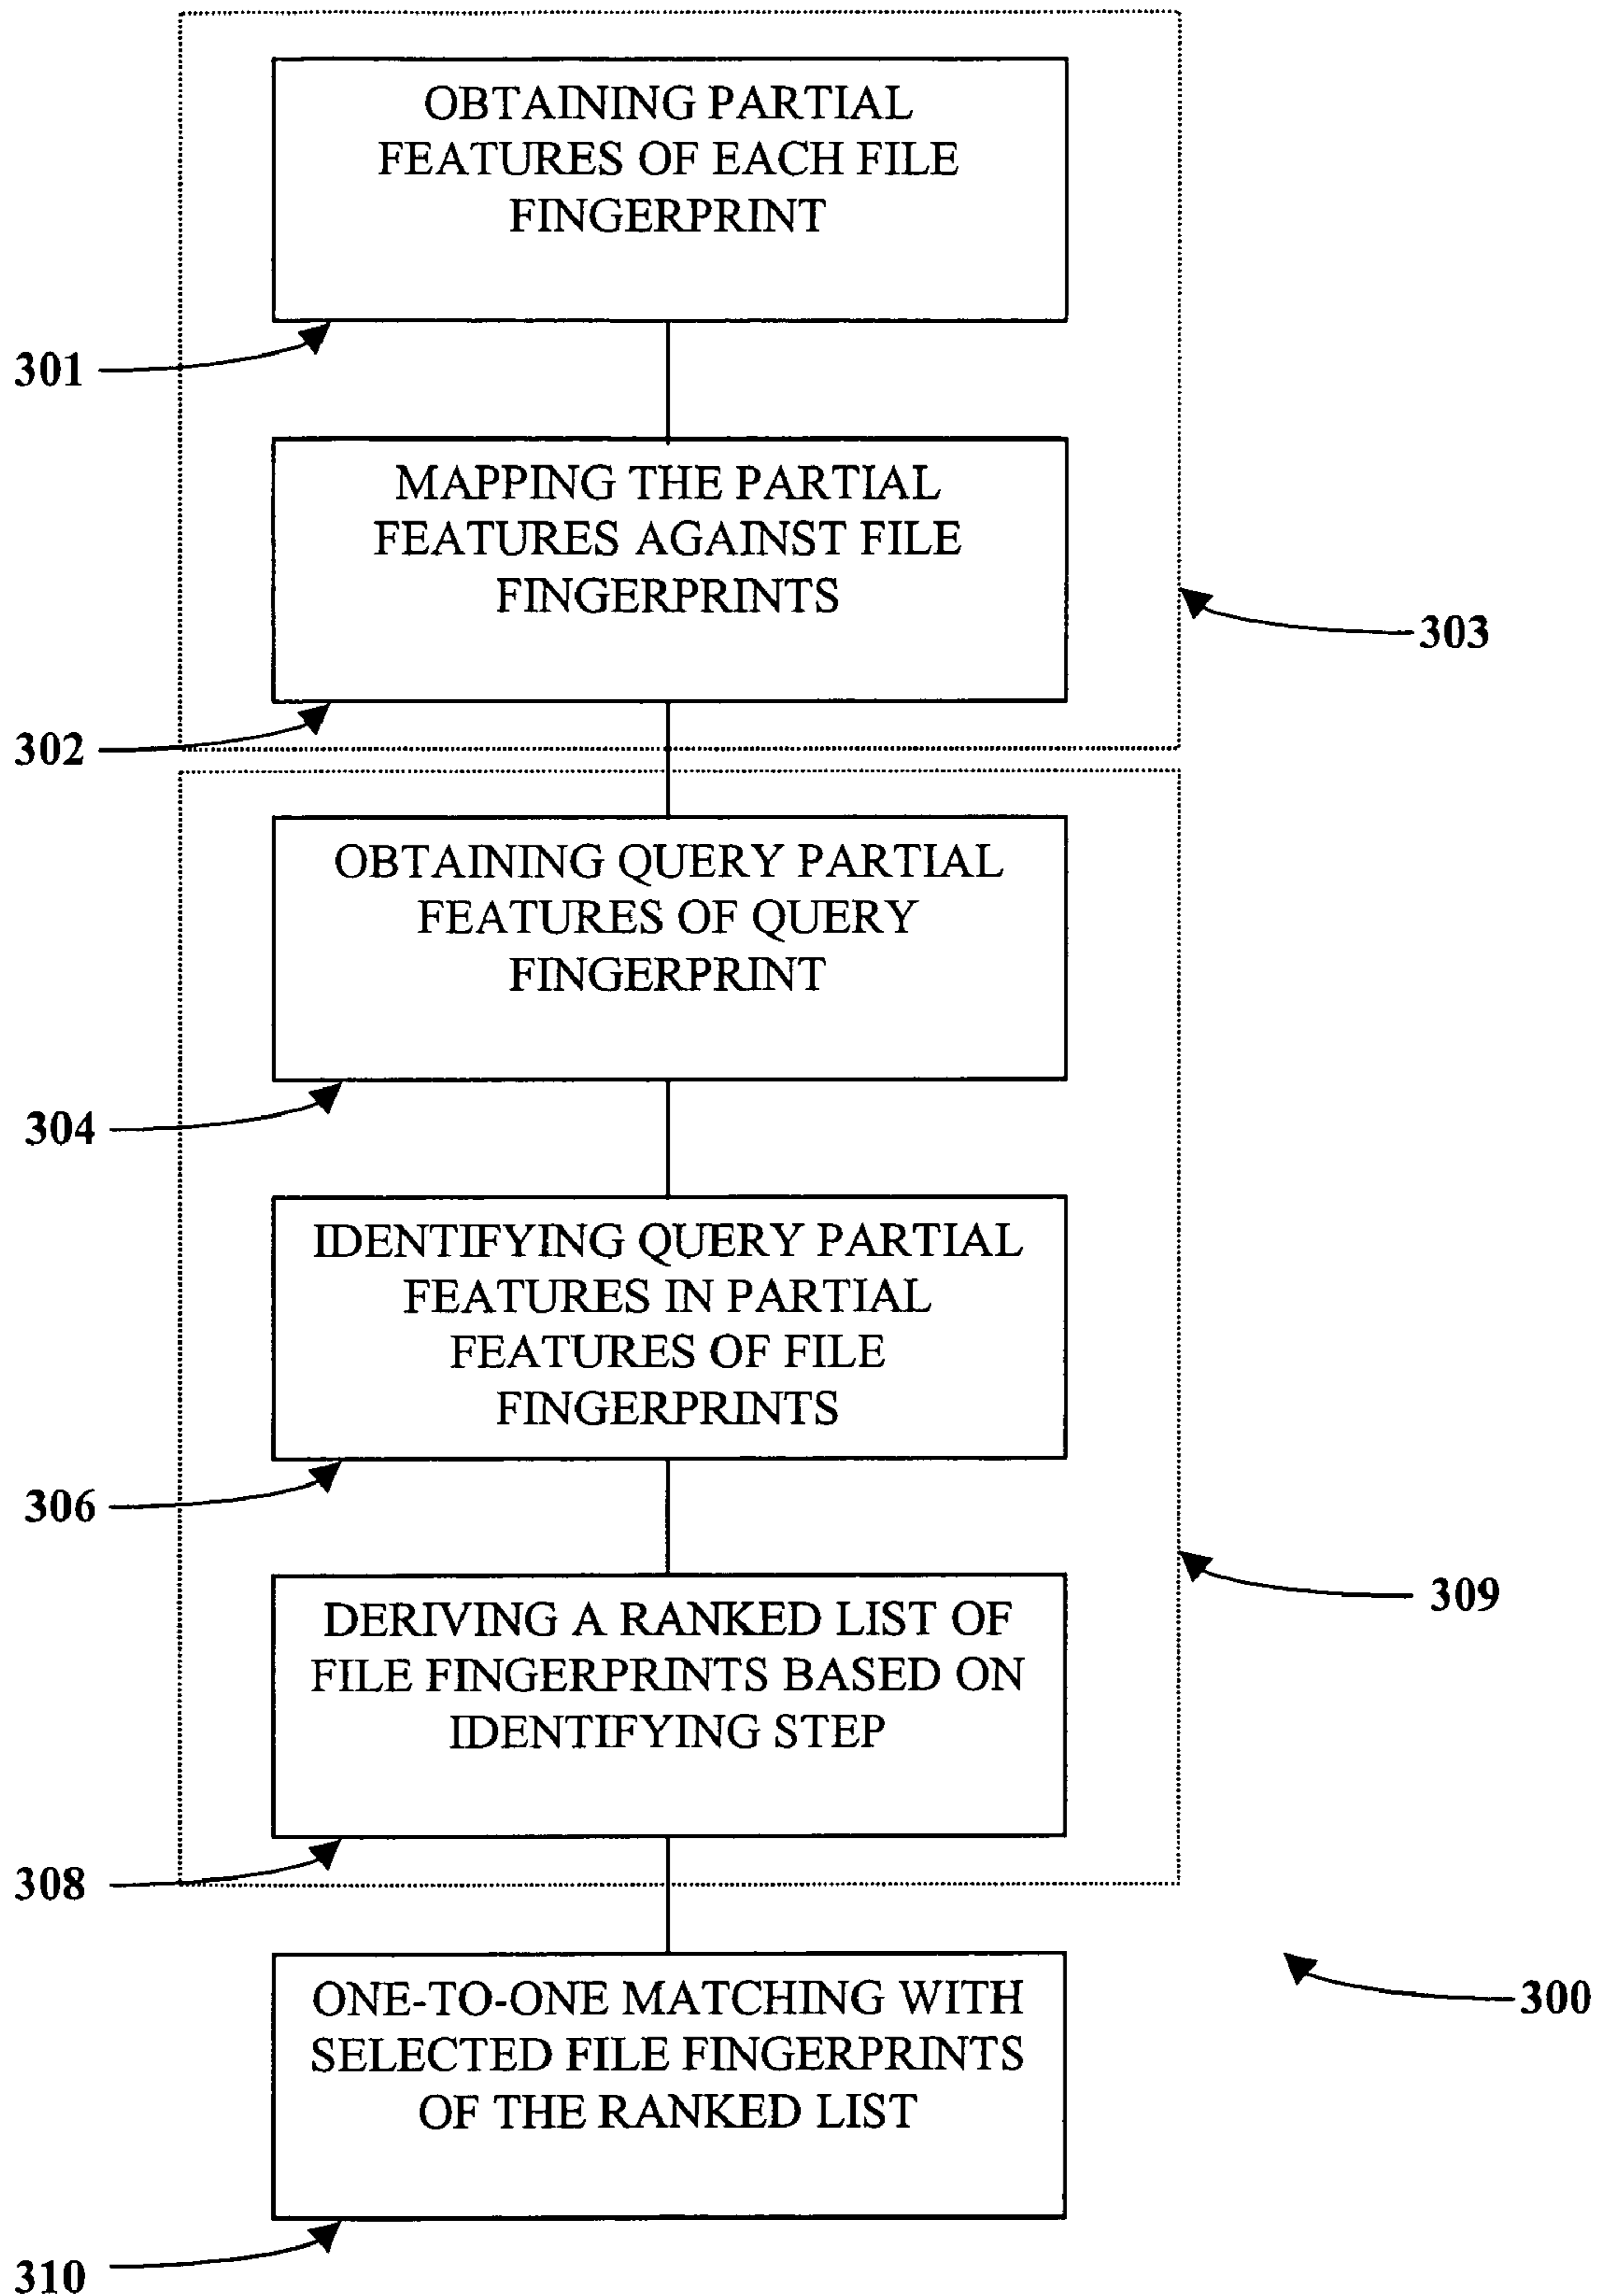 OBTAINING PARTIAL
FEATURES OF EACH FILE
FINGERPRINT
301
MAPPING THE PARTIAL
FEATURES AGAINST FILE
FINGERPRINTS
303
302
OBTAINING QUERY PARTIAL
FEATURES OF QUERY
FINGERPRINT
304
IDENTIFYING QUERY PARTIAL
FEATURES IN PARTIAL
FEATURES OF FILE
FINGERPRINTS
306
309
DERIVING A RANKED LIST OF
FILE FINGERPRINTS BASED ON
IDENTIFYING STEP
308
ONE-TO-ONE MATCHING WITH
SELECTED FILE FINGERPRINTS
OF THE RANKED LIST
300
310